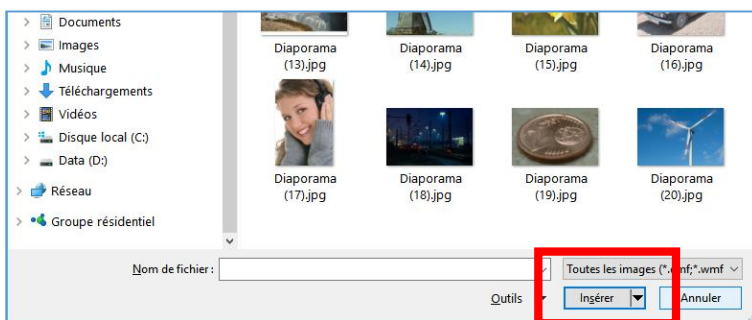 Documents
Images
Musique
Téléchargements
Vidéos
Disque local (C:)
Data (D:)
Réseau
Groupe résidentiel
Diaporama
(13).jpg
Diaporama
(14).jpg
Diaporama
(15).jpg
Diaporama
(16).jpg
Diaporama
(17).jpg
Diaporama
(18).jpg
Diaporama
(19).jpg
Diaporama
(20).jpg
Nom de fichier :
Toutes les images (*.emf;*.wmf
Outils
Insérer
Annuler